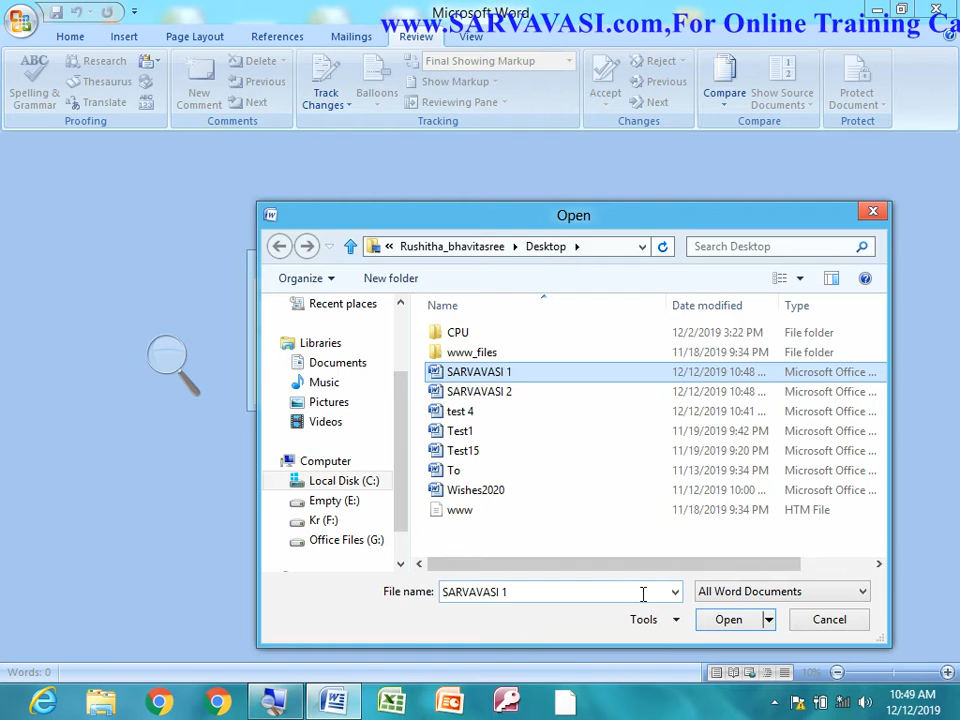 Microsoft Word
www.SARVAVASI.com,For Online Training Ca
Home Insert Page Layout References Mailings Review View
ABC Spelling & Grammar
Research
Thesaurus
Translate
Proofing
New Comment
Delete
Previous
Next
Comments
Track Changes
Balloons
Final Showing Markup
Show Markup
Reviewing Pane
Tracking
Accept
Reject
Previous
Next
Changes
Compare
Show Source Documents
Compare
Protect Document
Protect
Open
« Rushitha_bhavitasree Desktop
Search Desktop
Organize New folder
Recent places
Libraries
Documents
Music
Pictures
Videos
Computer
Local Disk (C:)
Empty (E:)
Kr (F:)
Office Files (G:)
Name Date modified Type
CPU 12/2/2019 3:22 PM File folder
www_files 11/18/2019 9:34 PM File folder
SARVAVASI 1 12/12/2019 10:48 ... Microsoft Office ...
SARVAVASI 2 12/12/2019 10:48 ... Microsoft Office ...
test 4 12/12/2019 10:41 ... Microsoft Office ...
Test1 11/19/2019 9:42 PM Microsoft Office ...
Test15 11/19/2019 9:20 PM Microsoft Office ...
To 11/13/2019 9:34 PM Microsoft Office ...
Wishes2020 11/12/2019 10:00 ... Microsoft Office ...
www 11/18/2019 9:34 PM HTM File
File name: SARVAVASI 1 All Word Documents
Tools Open Cancel
Words: 0 10%
10:49 AM
12/12/2019